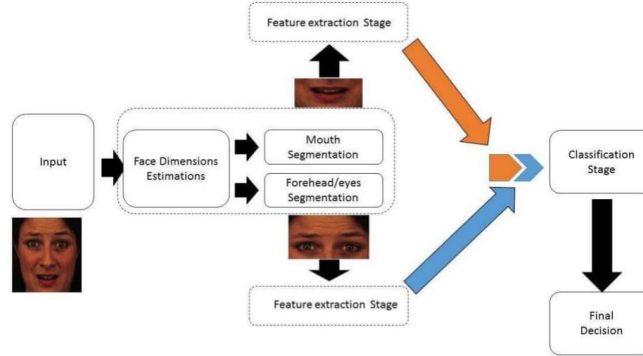 Feature extraction Stage
Input
Face Dimensions
Estimations
Mouth
Segmentation
Forehead/eyes
Segmentation
Feature extraction Stage
Classification
Stage
Final
Decision